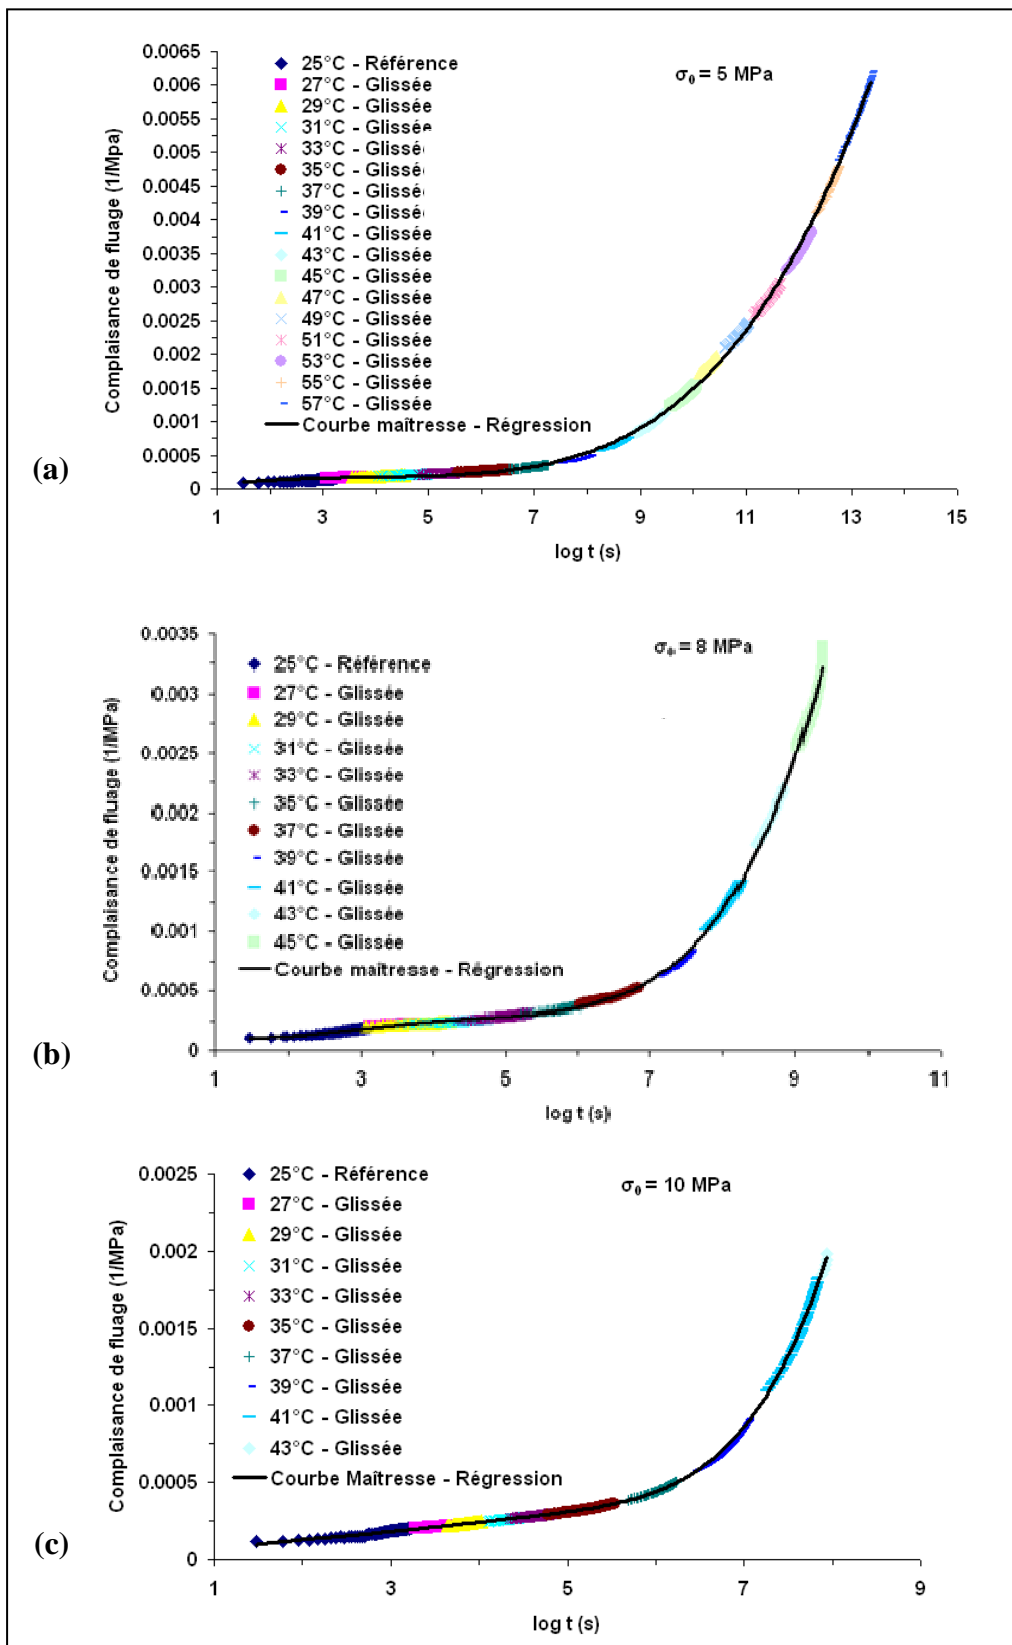 0.0065
0.006
0.0055
0.005
0.0045
0.004
0.0035
0.003
0.0025
0.002
0.0015
0.001
0.0005
0
Complaisance de fluage (1/Mpa)
σ0 = 5 MPa
25°C - Référence
27°C - Glissée
29°C - Glissée
31°C - Glissée
33°C - Glissée
35°C - Glissée
37°C - Glissée
39°C - Glissée
41°C - Glissée
43°C - Glissée
45°C - Glissée
47°C - Glissée
49°C - Glissée
51°C - Glissée
53°C - Glissée
55°C - Glissée
57°C - Glissée
Courbe maîtresse - Régression
(a)
1 3 5 7 9 11 13 15
log t (s)
0.0035
0.003
0.0025
0.002
0.0015
0.001
0.0005
0
Complaisance de fluage (1/MPa)
σ0 = 8 MPa
25°C - Référence
27°C - Glissée
29°C - Glissée
31°C - Glissée
33°C - Glissée
35°C - Glissée
37°C - Glissée
39°C - Glissée
41°C - Glissée
43°C - Glissée
45°C - Glissée
Courbe maîtresse - Régression
(b)
1 3 5 7 9 11
log t (s)
0.0025
0.002
0.0015
0.001
0.0005
0
Complaisance de fluage (1/MPa)
σ0 = 10 MPa
25°C - Référence
27°C - Glissée
29°C - Glissée
31°C - Glissée
33°C - Glissée
35°C - Glissée
37°C - Glissée
39°C - Glissée
41°C - Glissée
43°C - Glissée
Courbe Maîtresse - Régression
(c)
1 3 5 7 9
log t (s)